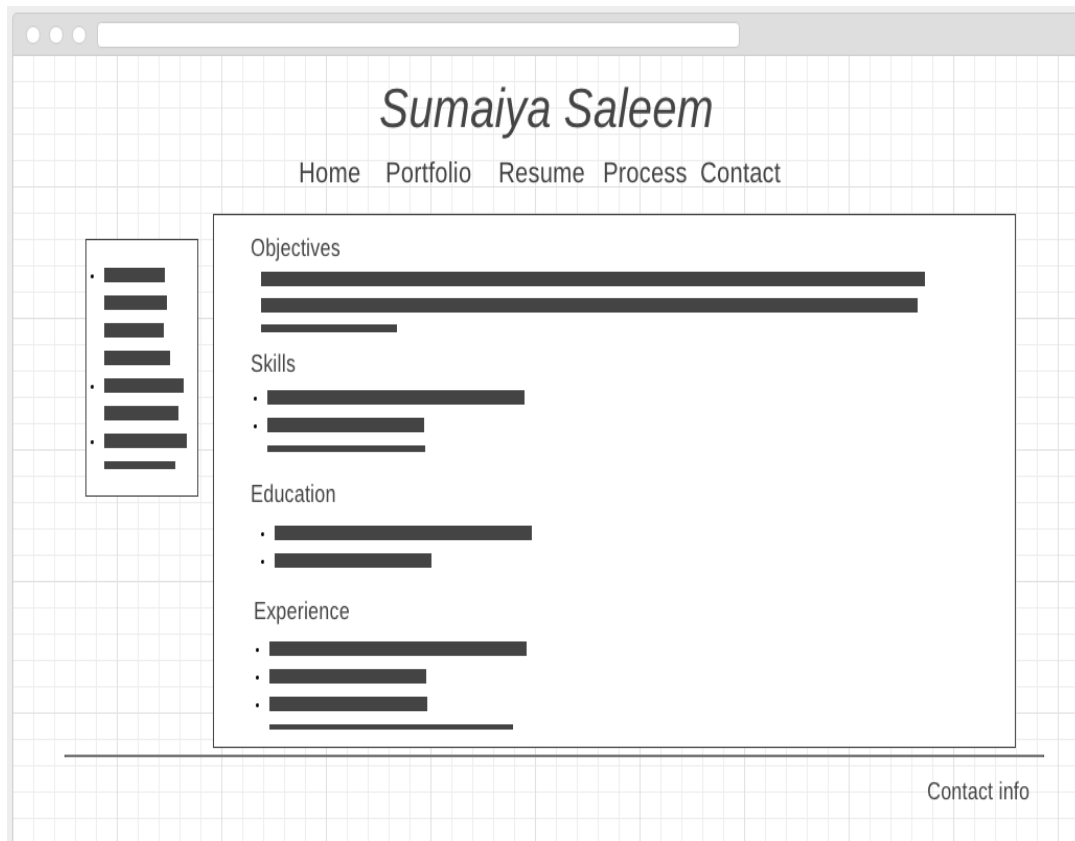 Sumaiya Saleem
Home Portfolio Resume Process Contact
Objectives
Skills
Education
Experience
Contact info